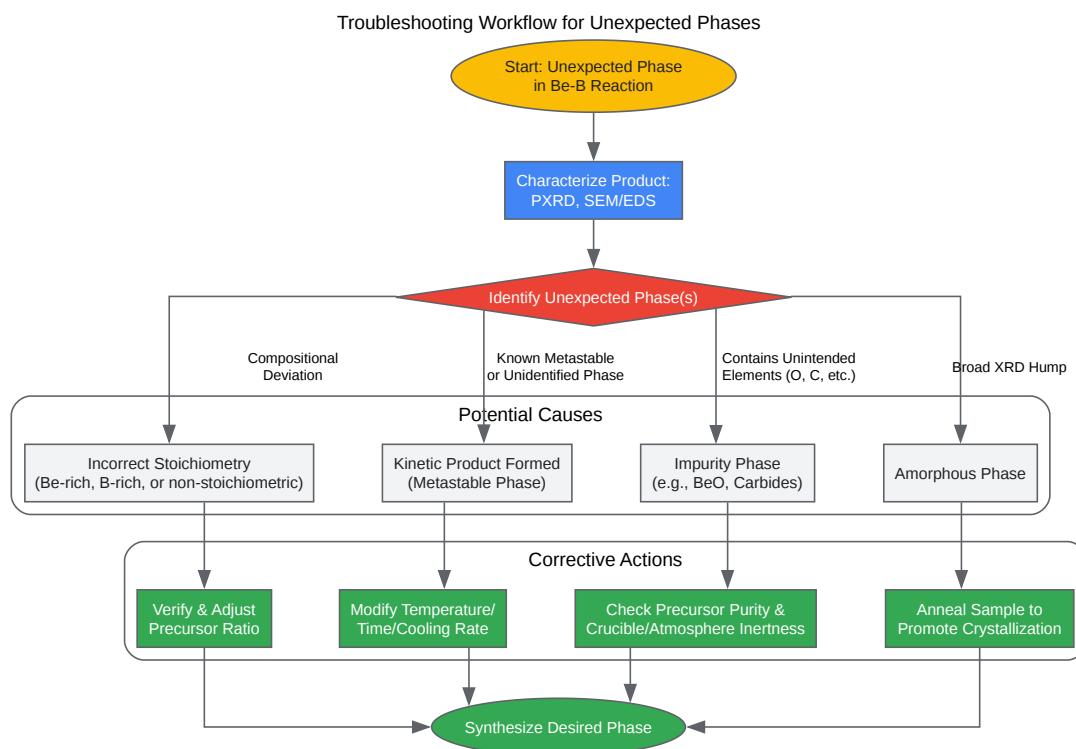 Troubleshooting Workflow for Unexpected Phases
Start: Unexpected Phase
in Be-B Reaction
Characterize Product:
PXRD, SEM/EDS
Identify Unexpected Phase(s)
Compositional
Deviation
Known Metastable
or Unidentified Phase
Contains Unintended
Elements (O, C, etc.)
Broad XRD Hump
Potential Causes
Incorrect Stoichiometry
(Be-rich, B-rich, or non-stoichiometric)
Kinetic Product Formed
(Metastable Phase)
Impurity Phase
(e.g., BeO, Carbides)
Amorphous Phase
Corrective Actions
Verify & Adjust
Precursor Ratio
Modify Temperature/
Time/Cooling Rate
Check Precursor Purity &
Crucible/Atmosphere Inertness
Anneal Sample to
Promote Crystallization
Synthesize Desired Phase